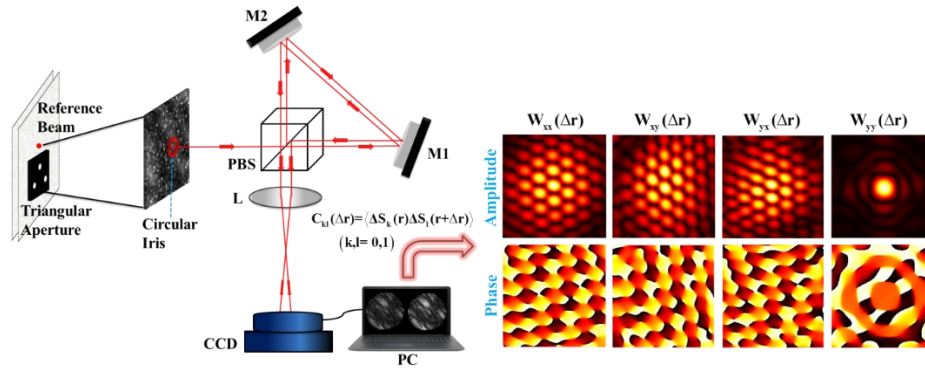 M2
Reference
Beam
PBS
M1
Triangular
Aperture
Circular
Iris
L
C_kl(Δr)=⟨ΔS_k(r)ΔS_l(r+Δr)⟩
(k,l= 0,1)
CCD
PC
W_xx(Δr) W_xy(Δr) W_yx(Δr) W_yy(Δr)
Amplitude
Phase